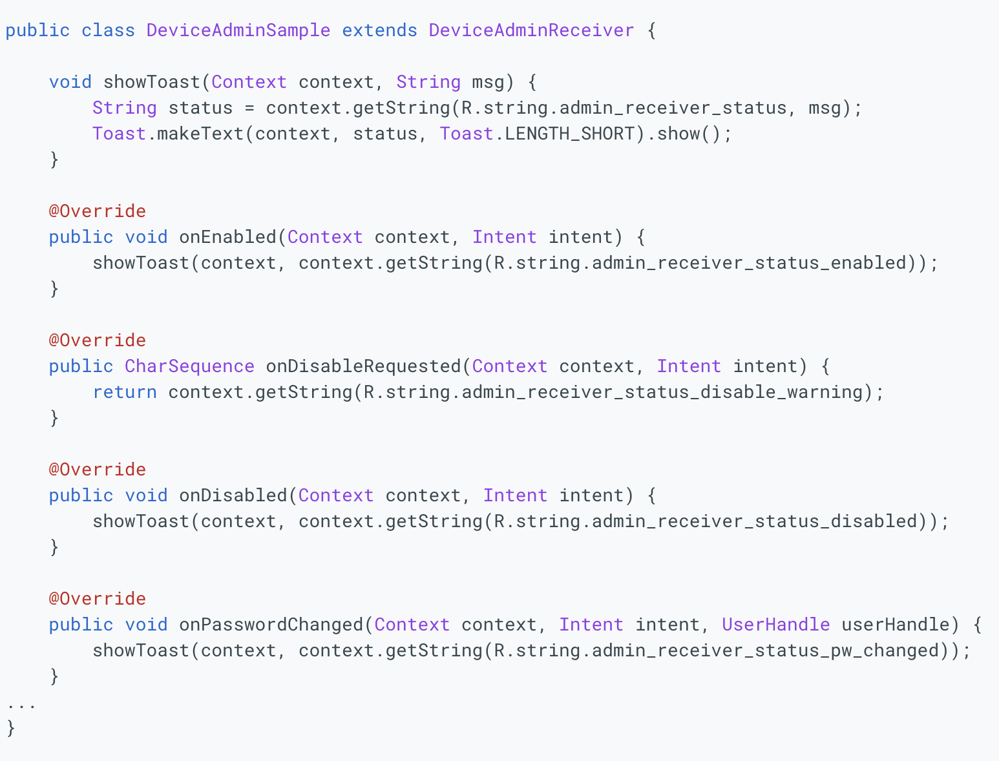 public class DeviceAdminSample extends DeviceAdminReceiver {
    void showToast(Context context, String msg) {
        String status = context.getString(R.string.admin_receiver_status, msg);
        Toast.makeText(context, status, Toast.LENGTH_SHORT).show();
    }
    @Override
    public void onEnabled(Context context, Intent intent) {
        showToast(context, context.getString(R.string.admin_receiver_status_enabled));
    }
    @Override
    public CharSequence onDisableRequested(Context context, Intent intent) {
        return context.getString(R.string.admin_receiver_status_disable_warning);
    }
    @Override
    public void onDisabled(Context context, Intent intent) {
        showToast(context, context.getString(R.string.admin_receiver_status_disabled));
    }
    @Override
    public void onPasswordChanged(Context context, Intent intent, UserHandle userHandle) {
        showToast(context, context.getString(R.string.admin_receiver_status_pw_changed));
    }
...
}